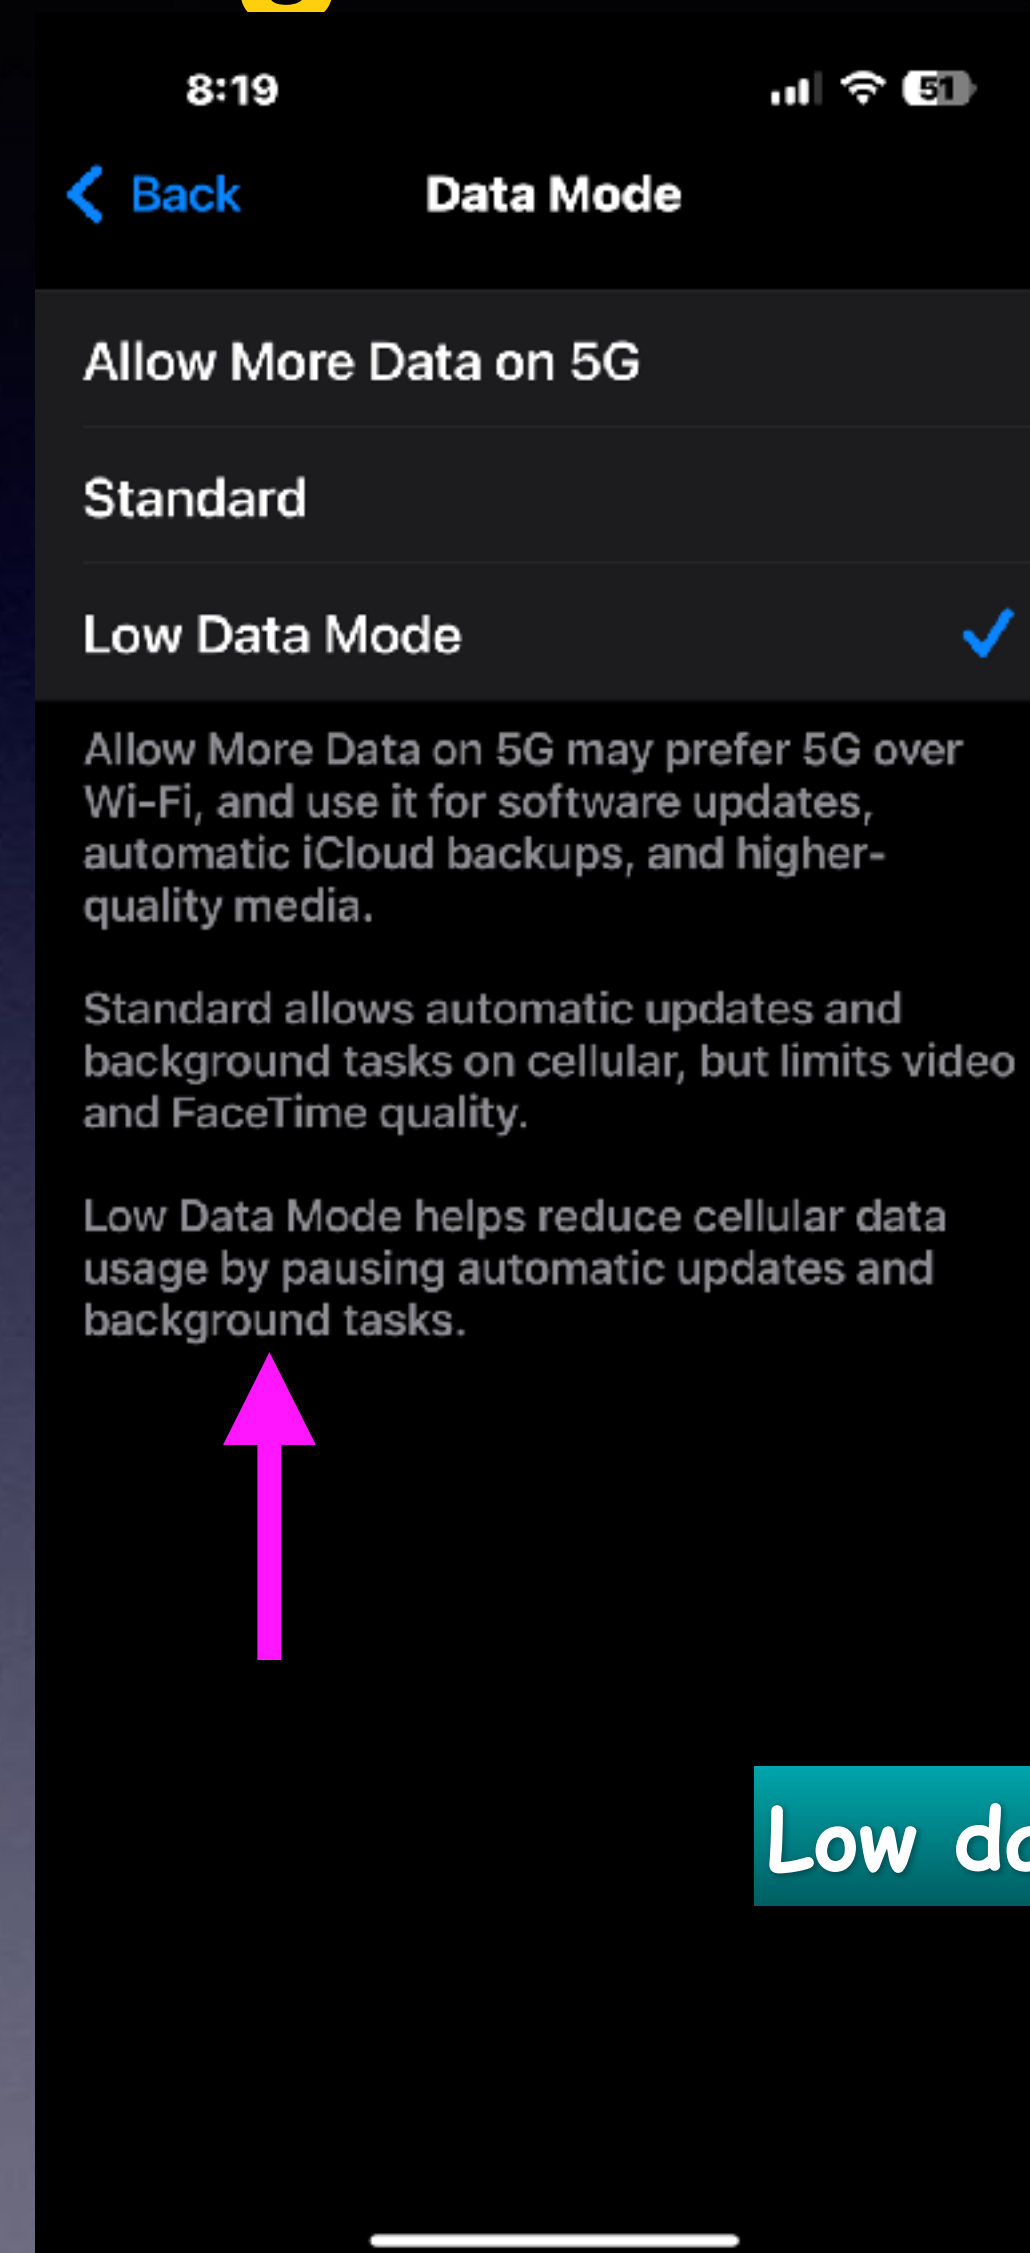 8:19 51
Back Data Mode
Allow More Data on 5G
Standard
Low Data Mode
Allow More Data on 5G may prefer 5G over
Wi-Fi, and use it for software updates,
automatic iCloud backups, and higher-
quality media.
Standard allows automatic updates and
background tasks on cellular, but limits video
and FaceTime quality.
Low Data Mode helps reduce cellular data
usage by pausing automatic updates and
background tasks.
Low